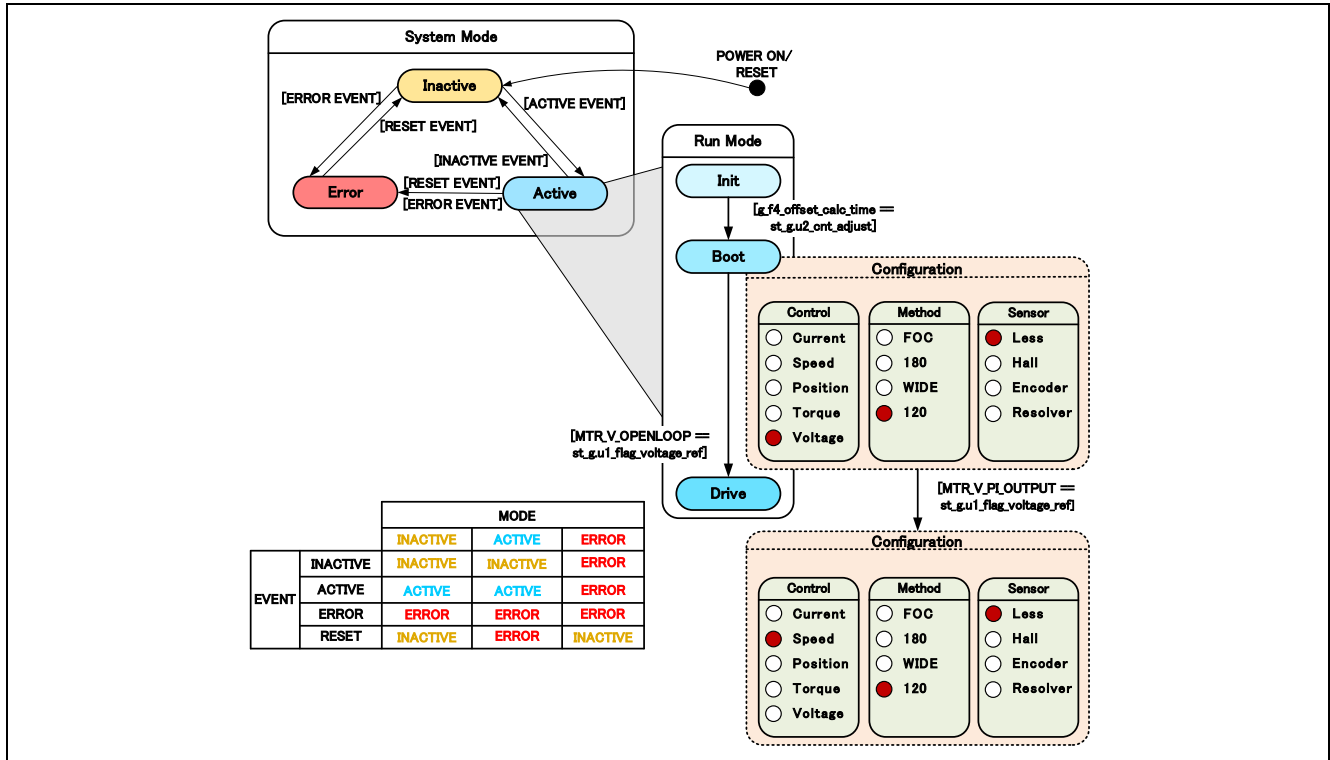 System Mode
POWER ON/
RESET
Inactive
[ERROR EVENT]
[ACTIVE EVENT]
[RESET EVENT]
[INACTIVE EVENT]
Error
[RESET EVENT]
[ERROR EVENT]
Active
Run Mode
Init
[g_f4_offset_calc_time ==
st_g.u2_cnt_adjust]
Boot
Configuration
Control
Current
Speed
Position
Torque
Voltage
Method
FOC
180
WIDE
120
Sensor
Less
Hall
Encoder
Resolver
[MTR_V_OPENLOOP ==
st_g.u1_flag_voltage_ref]
Drive
[MTR_V_PI_OUTPUT ==
st_g.u1_flag_voltage_ref]
Configuration
Control
Current
Speed
Position
Torque
Voltage
Method
FOC
180
WIDE
120
Sensor
Less
Hall
Encoder
Resolver
MODE
INACTIVE ACTIVE ERROR
EVENT
INACTIVE INACTIVE INACTIVE ERROR
ACTIVE ACTIVE ACTIVE ERROR
ERROR ERROR ERROR ERROR
RESET INACTIVE ERROR INACTIVE